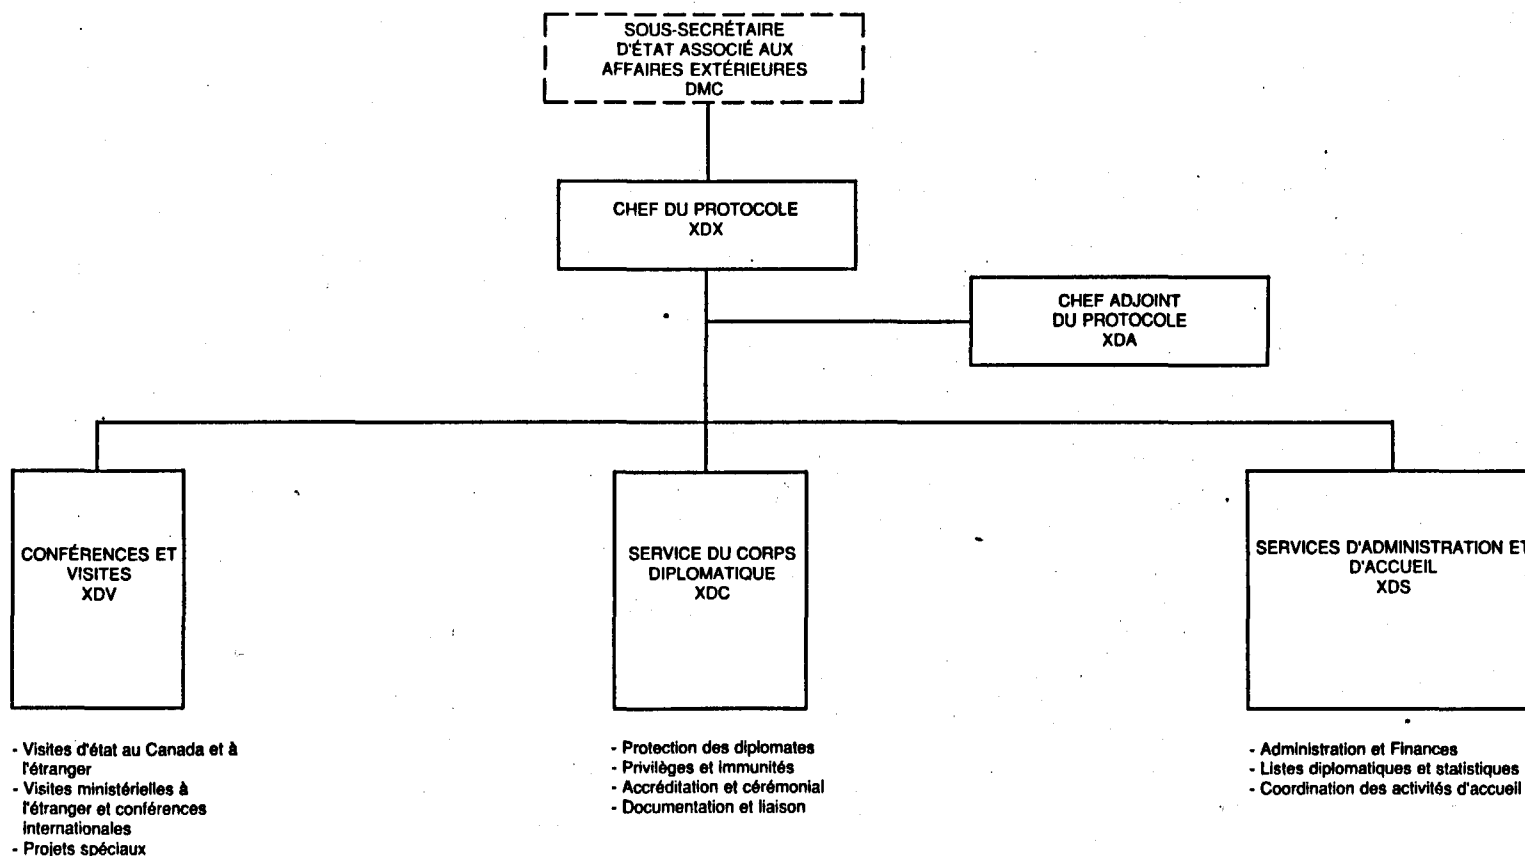 SOUS-SECRÉTAIRE
D'ÉTAT ASSOCIÉ AUX
AFFAIRES EXTÉRIEURES
DMC
CHEF DU PROTOCOLE
XDX
CHEF ADJOINT
DU PROTOCOLE
XDA
CONFÉRENCES ET
VISITES
XDV
SERVICE DU CORPS
DIPLOMATIQUE
XDC
SERVICES D'ADMINISTRATION ET
D'ACCUEIL
XDS
- Visites d'état au Canada et à
l'étranger
- Visites ministérielles à
l'étranger et conférences
internationales
- Projets spéciaux
- Protection des diplomates
- Privilèges et immunités
- Accréditation et cérémonial
- Documentation et liaison
- Administration et Finances
- Listes diplomatiques et statistiques
- Coordination des activités d'accueil